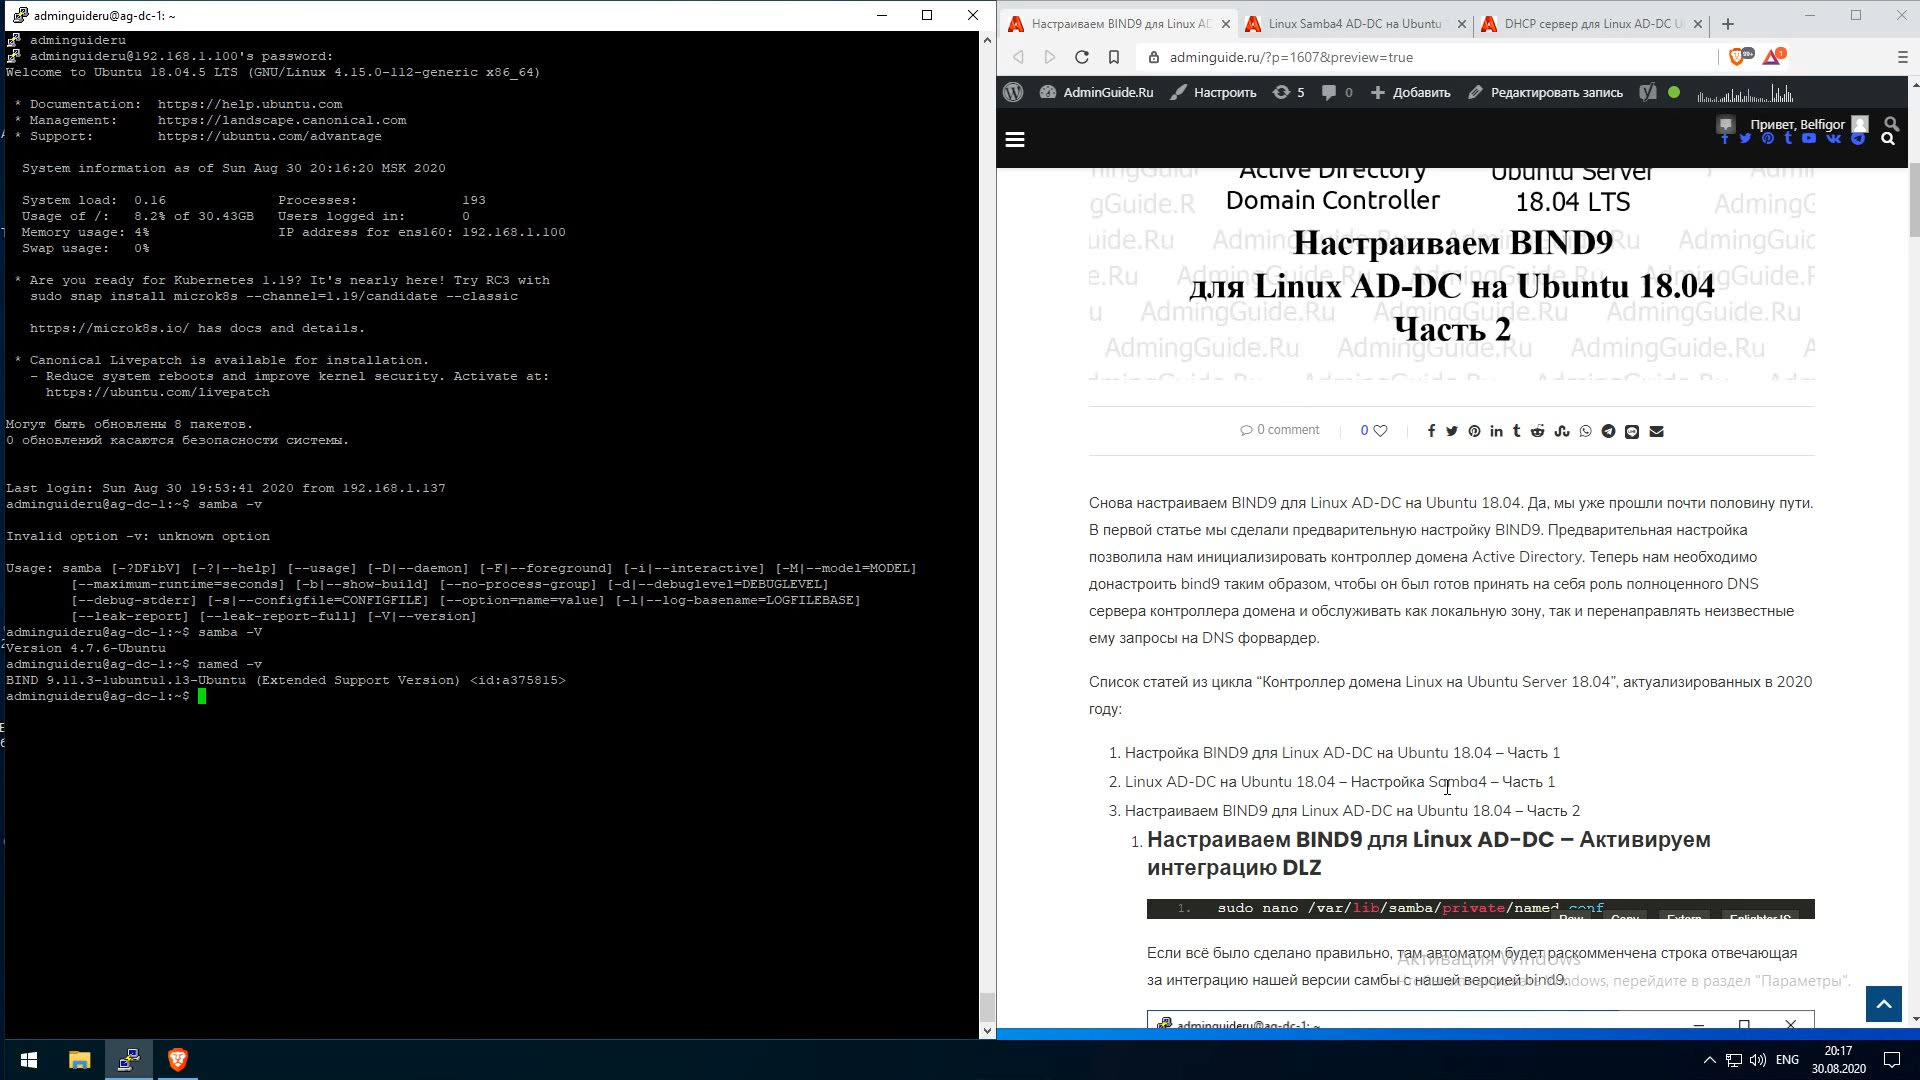 adminguideru@ag-dc-1: ~
adminguideru
adminguideru@192.168.1.100's password:
Welcome to Ubuntu 18.04.5 LTS (GNU/Linux 4.15.0-112-generic x86_64)
* Documentation:  https://help.ubuntu.com
* Management:     https://landscape.canonical.com
* Support:        https://ubuntu.com/advantage
System information as of Sun Aug 30 20:16:20 MSK 2020
System load:  0.16              Processes:             193
Usage of /:   8.2% of 30.43GB   Users logged in:       0
Memory usage: 4%                IP address for ens160: 192.168.1.100
Swap usage:   0%
* Are you ready for Kubernetes 1.19? It's nearly here! Try RC3 with
sudo snap install microk8s --channel=1.19/candidate --classic
https://microk8s.io/ has docs and details.
* Canonical Livepatch is available for installation.
- Reduce system reboots and improve kernel security. Activate at:
https://ubuntu.com/livepatch
Могут быть обновлены 8 пакетов.
0 обновлений касаются безопасности системы.
Last login: Sun Aug 30 19:53:41 2020 from 192.168.1.137
adminguideru@ag-dc-1:~$ samba -v
Invalid option -v: unknown option
Usage: samba [-?DFibV] [-?|--help] [--usage] [-D|--daemon] [-F|--foreground] [-i|--interactive] [-M|--model=MODEL]
[--maximum-runtime=seconds] [-b|--show-build] [--no-process-group] [-d|--debuglevel=DEBUGLEVEL]
[--debug-stderr] [-s|--configfile=CONFIGFILE] [--option=name=value] [-l|--log-basename=LOGFILEBASE]
[--leak-report] [--leak-report-full] [-V|--version]
adminguideru@ag-dc-1:~$ samba -V
Version 4.7.6-Ubuntu
adminguideru@ag-dc-1:~$ named -v
BIND 9.11.3-1ubuntu1.13-Ubuntu (Extended Support Version) <id:a375815>
adminguideru@ag-dc-1:~$
Настраиваем BIND9 для Linux AD
Linux Samba4 AD-DC на Ubuntu
DHCP сервер для Linux AD-DC U
adminguide.ru/?p=1607&preview=true
AdminGuide.Ru Настроить 5 0 Добавить Редактировать запись
Привет, Belfigor
Active Directory Ubuntu Server
Domain Controller 18.04 LTS
Настраиваем BIND9
для Linux AD-DC на Ubuntu 18.04
Часть 2
AdmingGuide.Ru AdmingGuide.Ru AdmingGuide.Ru
0 comment 0
Снова настраиваем BIND9 для Linux AD-DC на Ubuntu 18.04. Да, мы уже прошли почти половину пути.
В первой статье мы сделали предварительную настройку BIND9. Предварительная настройка
позволила нам инициализировать контроллер домена Active Directory. Теперь нам необходимо
донастроить bind9 таким образом, чтобы он был готов принять на себя роль полноценного DNS
сервера контроллера домена и обслуживать как локальную зону, так и перенаправлять неизвестные
ему запросы на DNS форвардер.
Список статей из цикла “Контроллер домена Linux на Ubuntu Server 18.04”, актуализированных в 2020
году:
1. Настройка BIND9 для Linux AD-DC на Ubuntu 18.04 – Часть 1
2. Linux AD-DC на Ubuntu 18.04 – Настройка Samba4 – Часть 1
3. Настраиваем BIND9 для Linux AD-DC на Ubuntu 18.04 – Часть 2
1. Настраиваем BIND9 для Linux AD-DC – Активируем
интеграцию DLZ
1. sudo nano /var/lib/samba/private/named.conf
Raw Copy Extern EnlighterJS
Если всё было сделано правильно, там автоматом будет раскомменчена строка отвечающая
за интеграцию нашей версии самбы с нашей версией bind9.
Активация Windows
Windows, перейдите в раздел "Параметры".
adminguideru@ag-dc-1: ~
ENG
20:17
30.08.2020